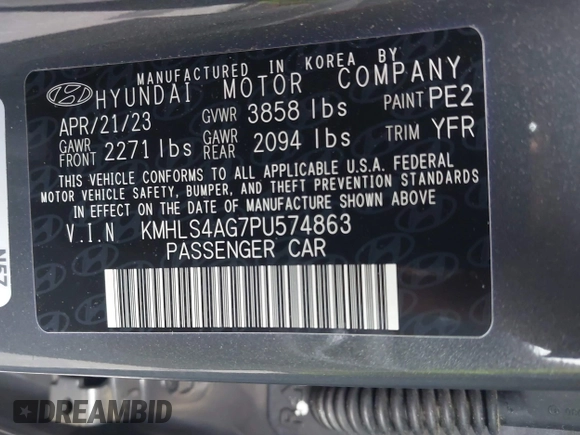 MANUFACTURED IN KOREA BY
HYUNDAI MOTOR COMPANY
APR/21/23 GVWR 3858 lbs PAINT PE2
GAWR FRONT 2271 lbs GAWR REAR 2094 lbs TRIM YFR
THIS VEHICLE CONFORMS TO ALL APPLICABLE U.S.A. FEDERAL
MOTOR VEHICLE SAFETY, BUMPER, AND THEFT PREVENTION STANDARDS
IN EFFECT ON THE DATE OF MANUFACTURE SHOWN ABOVE
V.I.N KMHLS4AG7PU574863
PASSENGER CAR
N57
DREAMBID